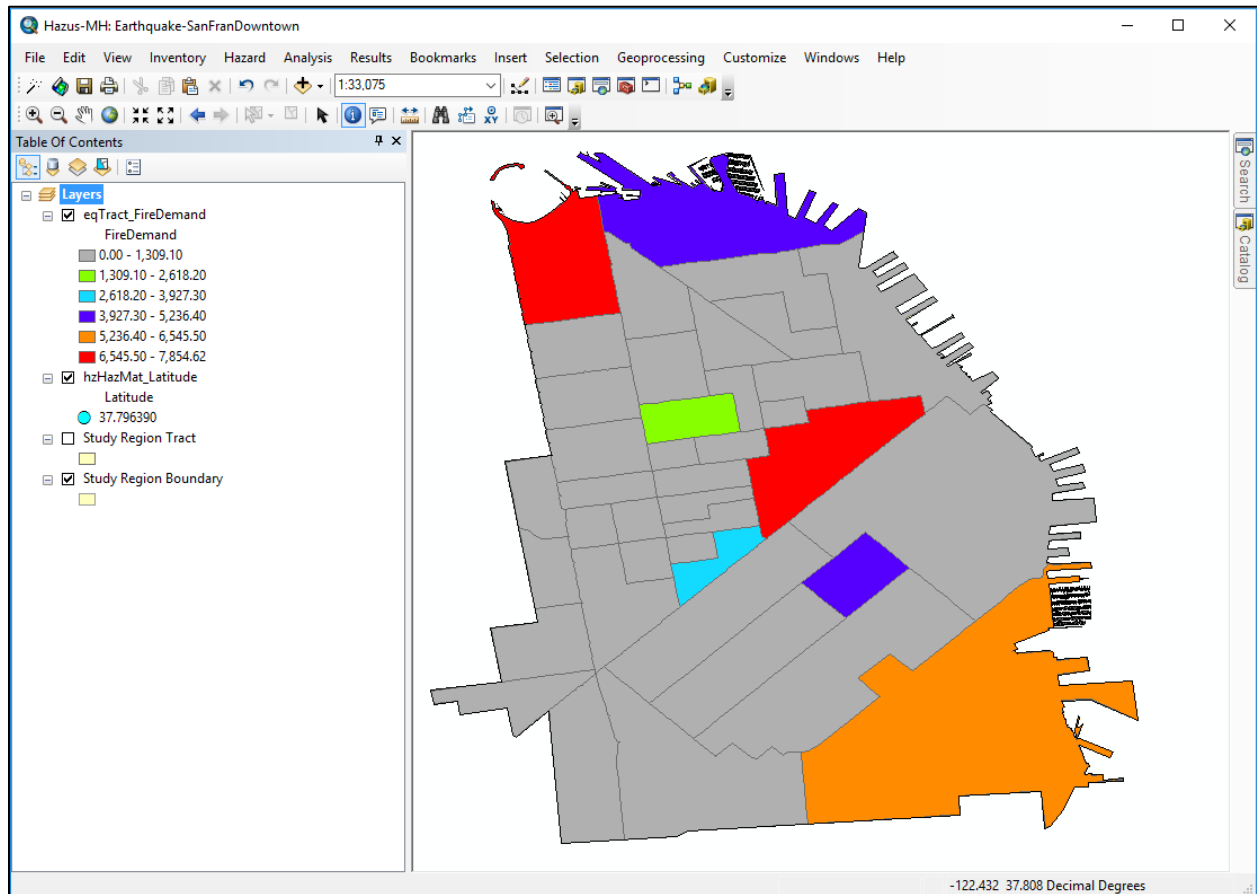 Hazus-MH: Earthquake-SanFranDowntown
File Edit View Inventory Hazard Analysis Results Bookmarks Insert Selection Geoprocessing Customize Windows Help
1:33,075
Table Of Contents
Layers
eqTract_FireDemand
FireDemand
0.00 - 1,309.10
1,309.10 - 2,618.20
2,618.20 - 3,927.30
3,927.30 - 5,236.40
5,236.40 - 6,545.50
6,545.50 - 7,854.62
hzHazMat_Latitude
Latitude
37.796390
Study Region Tract
Study Region Boundary
Search
Catalog
-122.432 37.808 Decimal Degrees